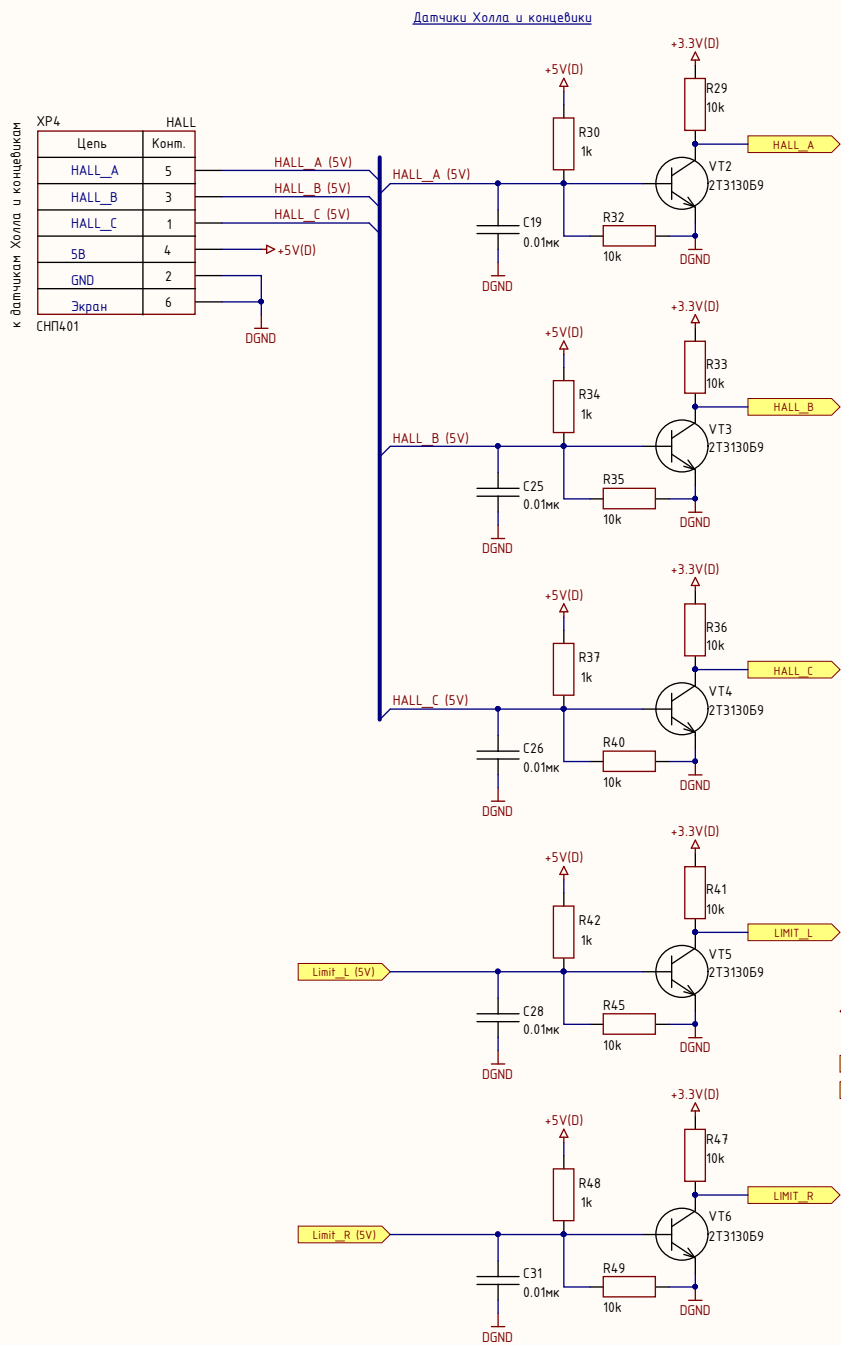 Датчики Холла и концевики
к датчикам Холла и концевикам
XP4 HALL
Цепь Конт.
HALL_A 5
HALL_B 3
HALL_C 1
5В 4
GND 2
Экран 6
СНП401
HALL_A (5V)
HALL_B (5V)
HALL_C (5V)
+5V(D)
DGND
HALL_A (5V)
+5V(D)
R30
1k
C19
0.01мк
DGND
R32
10k
+3.3V(D)
R29
10k
HALL_A
VT2
2Т3130Б9
DGND
HALL_B (5V)
+5V(D)
R34
1k
C25
0.01мк
DGND
R35
10k
+3.3V(D)
R33
10k
HALL_B
VT3
2Т3130Б9
DGND
HALL_C (5V)
+5V(D)
R37
1k
C26
0.01мк
DGND
R40
10k
+3.3V(D)
R36
10k
HALL_C
VT4
2Т3130Б9
DGND
Limit_L (5V)
+5V(D)
R42
1k
C28
0.01мк
DGND
R45
10k
+3.3V(D)
R41
10k
LIMIT_L
VT5
2Т3130Б9
DGND
Limit_R (5V)
+5V(D)
R48
1k
C31
0.01мк
DGND
R49
10k
+3.3V(D)
R47
10k
LIMIT_R
VT6
2Т3130Б9
DGND